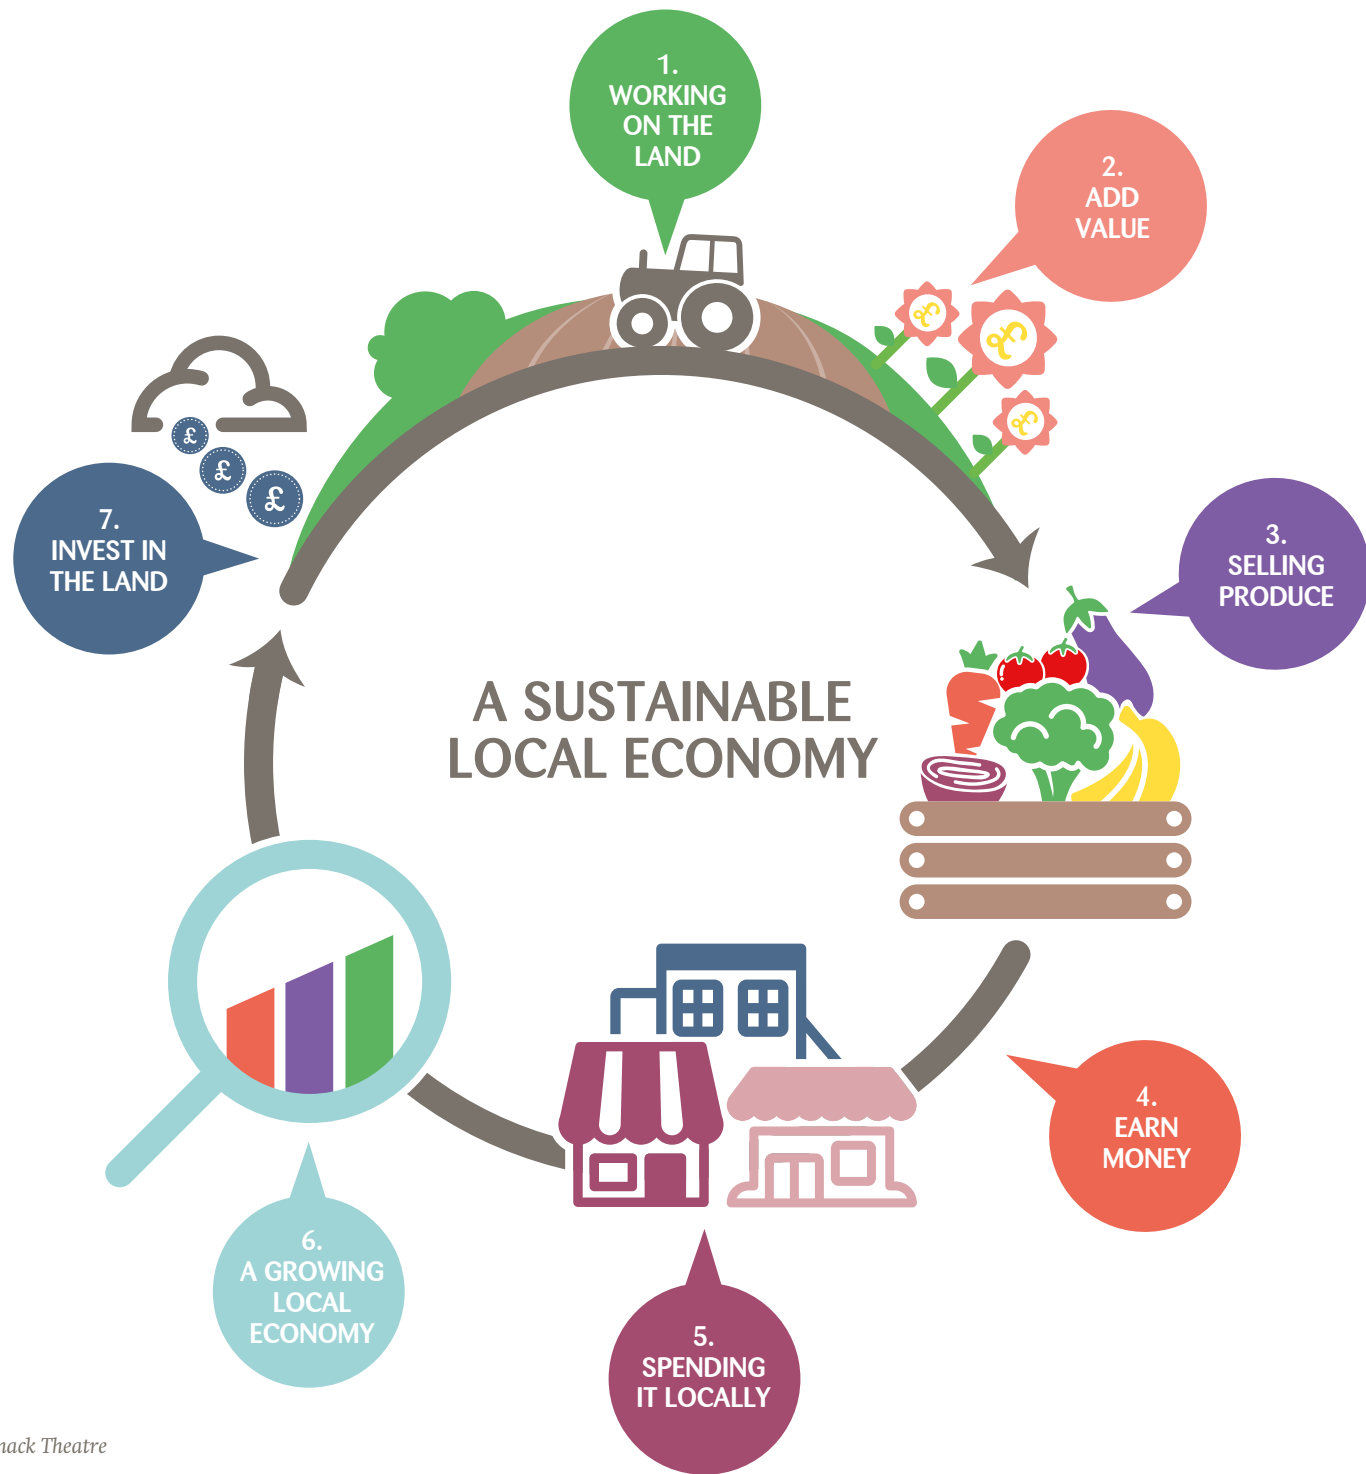 1.
WORKING
ON THE
LAND
2.
ADD
VALUE
£
£
£
£
£
£
7.
INVEST IN
THE LAND
3.
SELLING
PRODUCE
A SUSTAINABLE
LOCAL ECONOMY
4.
EARN
MONEY
6.
A GROWING
LOCAL
ECONOMY
5.
SPENDING
IT LOCALLY
Theatre